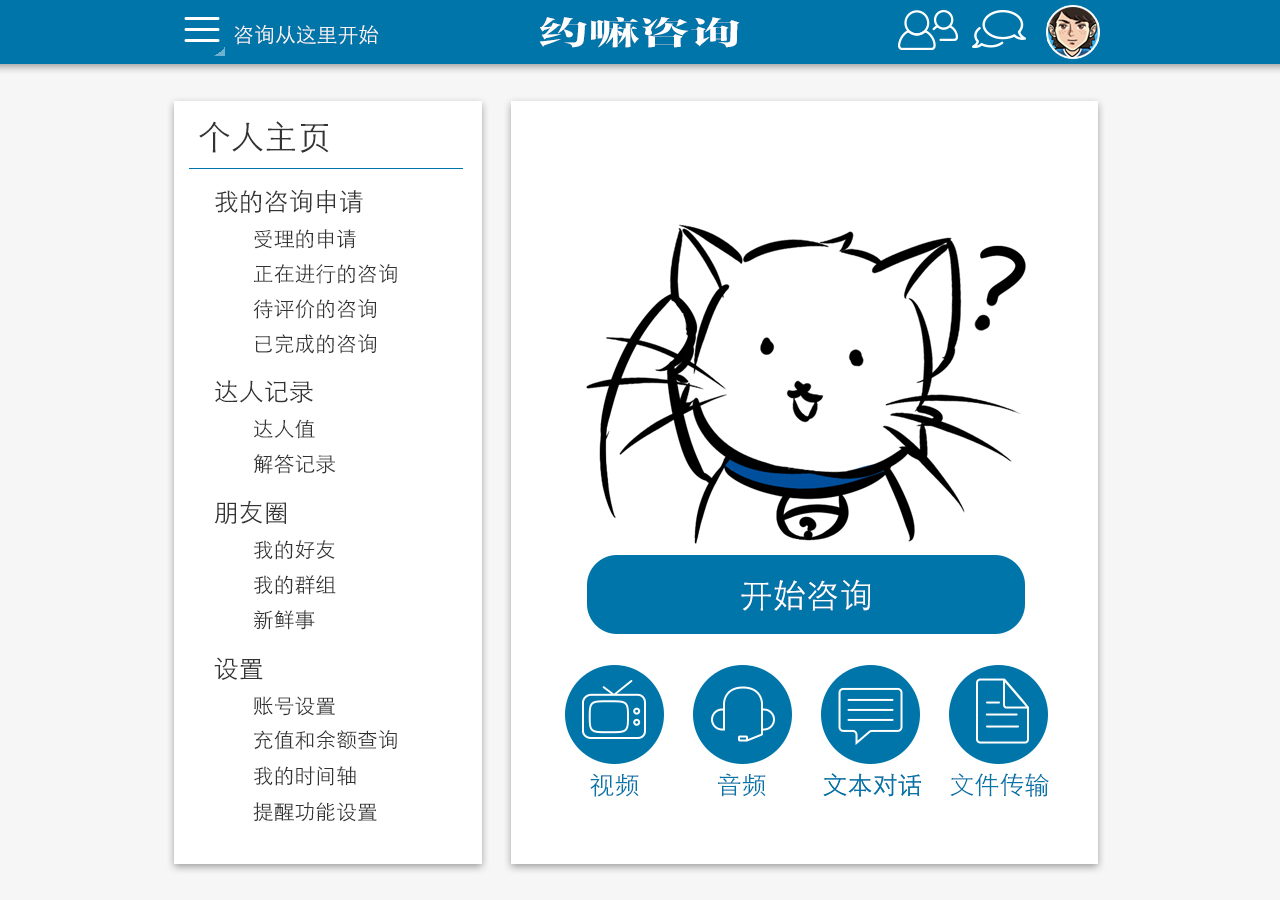 咨询从这里开始
约嘛咨询
个人主页
我的咨询申请
受理的申请
正在进行的咨询
待评价的咨询
已完成的咨询
达人记录
达人值
解答记录
朋友圈
我的好友
我的群组
新鲜事
设置
账号设置
充值和余额查询
我的时间轴
提醒功能设置
?
?
开始咨询
视频
音频
文本对话
文件传输